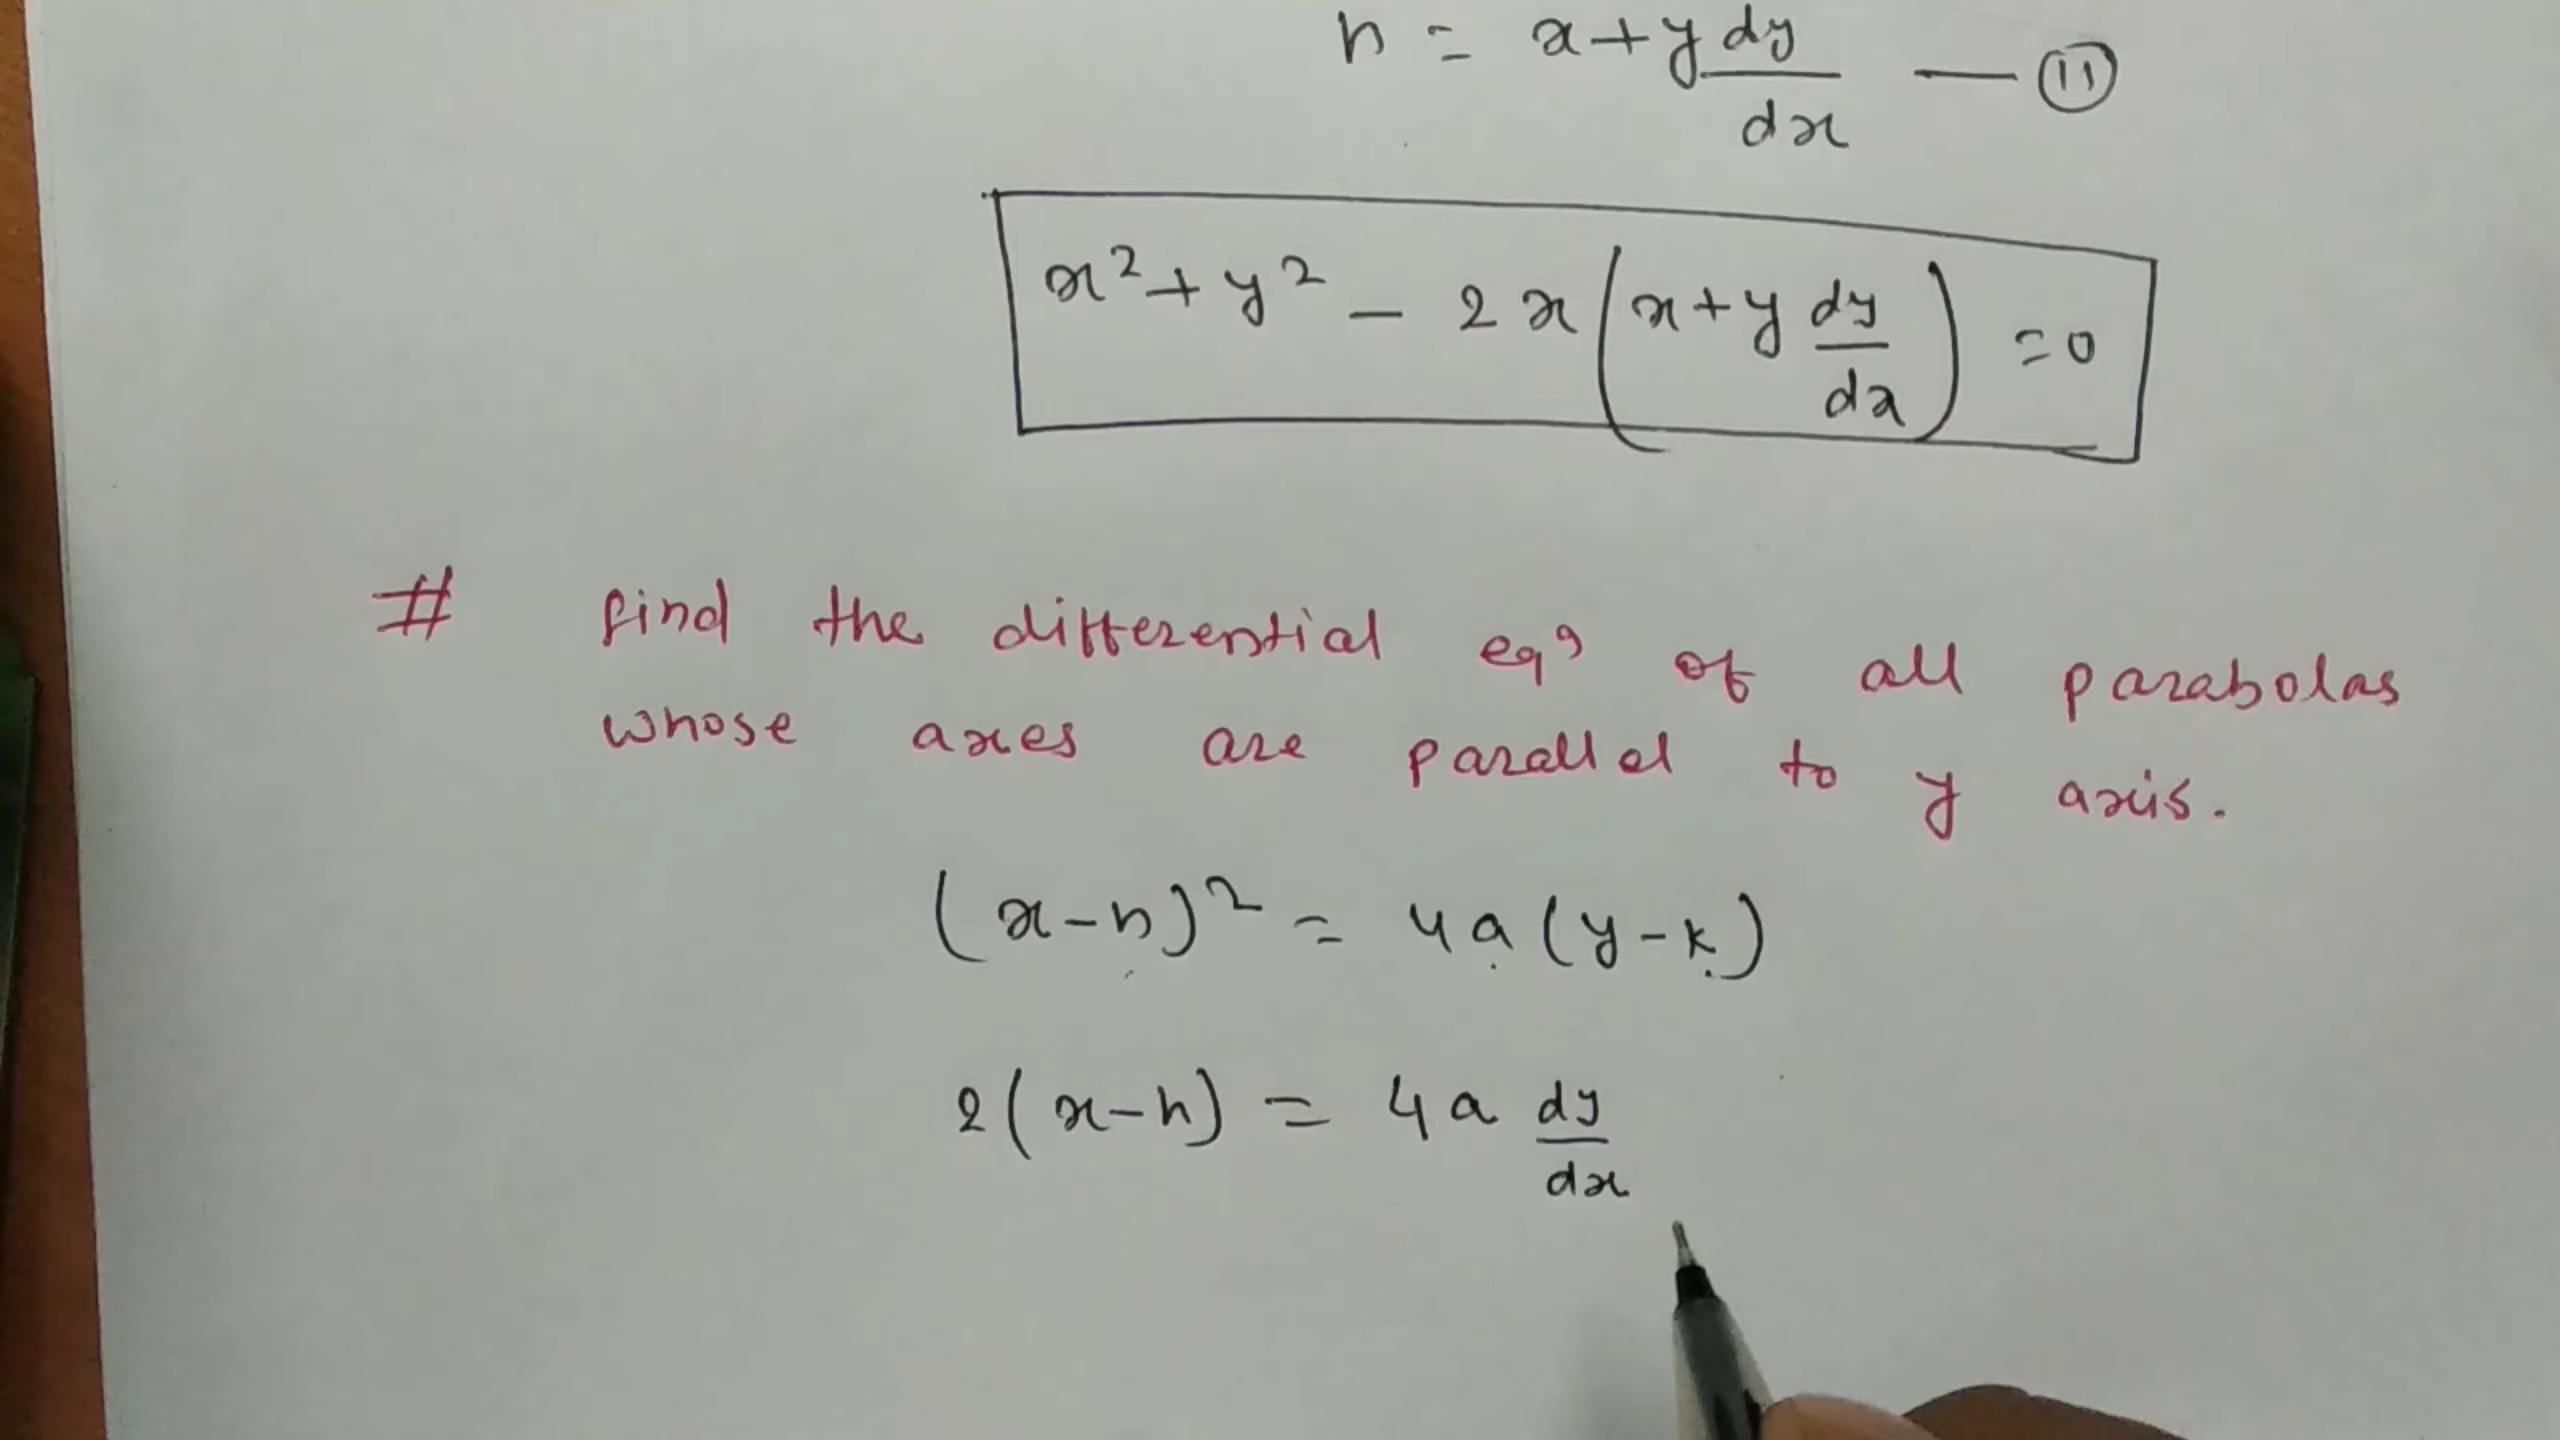 h = x+y dy/dx — (11)
x²+y² - 2x(x+y dy/dx) =0
# find the differential eqn of all parabolas
whose axes are parallel to y axis.
(x-h)² = 4a(y-k)
2(x-h) = 4a dy/dx